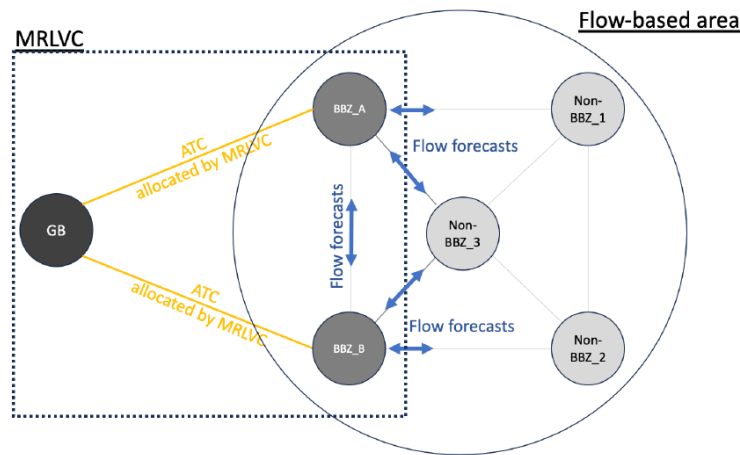 MRLVC
Flow-based area
BBZ_A
Non-
BBZ_1
ATC
allocated by MRLVC
Flow forecasts
GB
Flow forecasts
Non-
BBZ_3
ATC
allocated by MRLVC
Flow forecasts
BBZ_B
Non-
BBZ_2